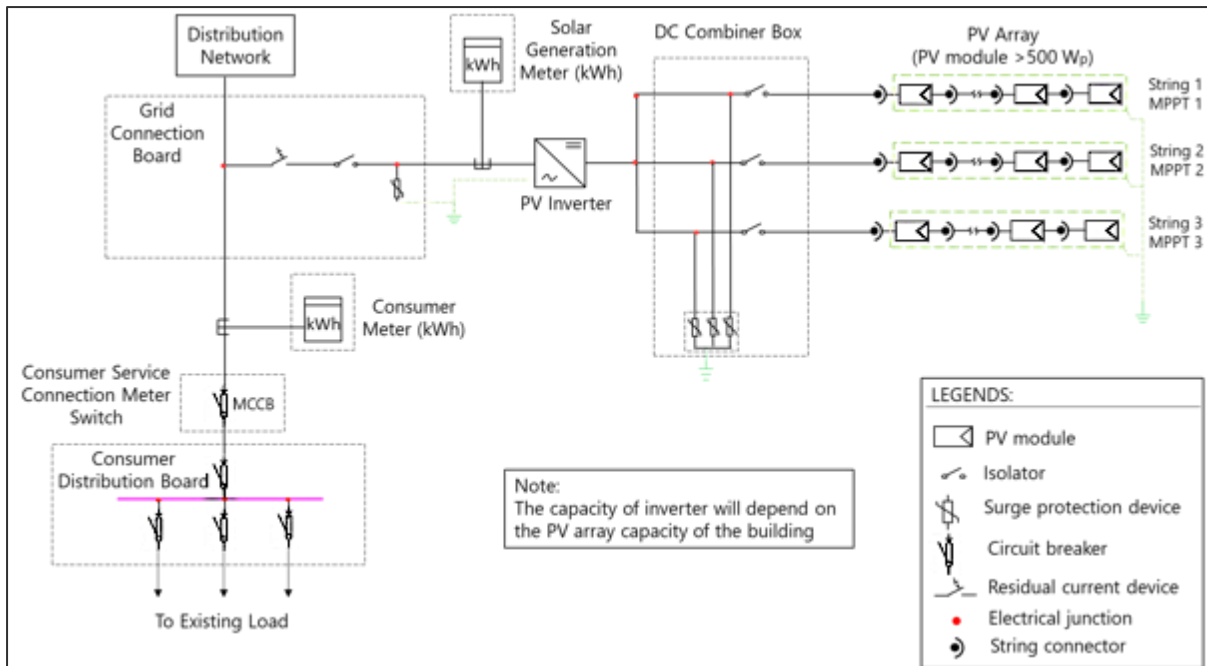 Distribution
Network
Solar
Generation
Meter (kWh)
kWh
DC Combiner Box
PV Array
(PV module >500 Wp)
String 1
MPPT 1
Grid
Connection
Board
String 2
MPPT 2
PV Inverter
String 3
MPPT 3
kWh
Consumer
Meter (kWh)
Consumer Service
Connection Meter
Switch
MCCB
Consumer
Distribution Board
To Existing Load
Note:
The capacity of inverter will depend on
the PV array capacity of the building
LEGENDS:
PV module
Isolator
Surge protection device
Circuit breaker
Residual current device
Electrical junction
String connector